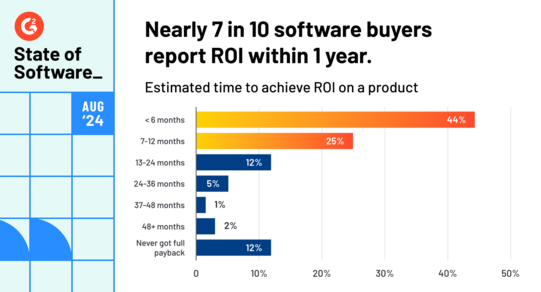 G2
State of
Software_
AUG
'24
Nearly 7 in 10 software buyers
report ROI within 1 year.
Estimated time to achieve ROI on a product
< 6 months 44%
7-12 months 25%
13-24 months 12%
24-36 months 5%
37-48 months 1%
48+ months 2%
Never got full
payback 12%
0 10% 20% 30% 40% 50%